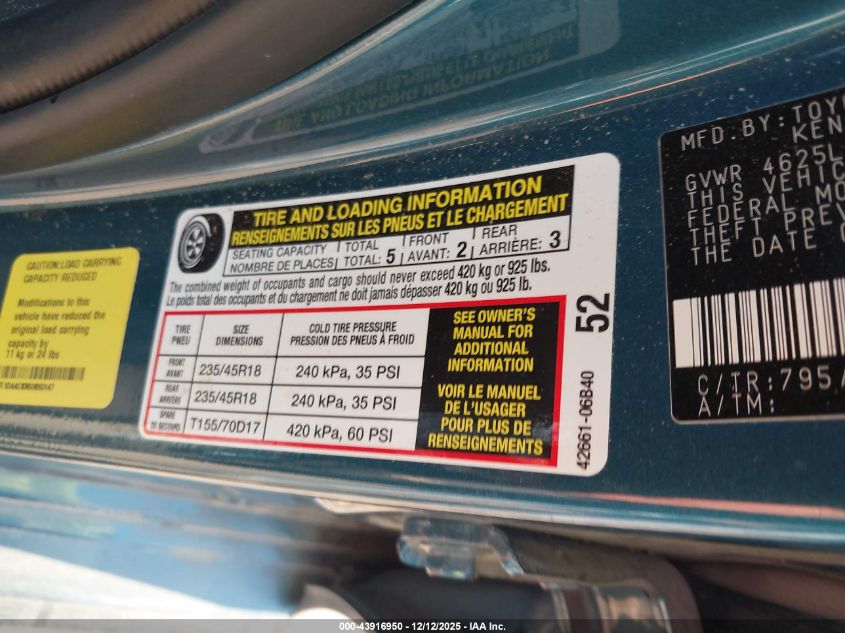 CAUTION:LOAD CARRYING
CAPACITY REDUCED
Modifications to this
vehicle have reduced the
original load carrying
capacity by
11 kg or 24 lbs
TIRE AND LOADING INFORMATION
RENSEIGNEMENTS SUR LES PNEUS ET LE CHARGEMENT
SEATING CAPACITY TOTAL FRONT REAR
NOMBRE DE PLACES TOTAL: 5 AVANT: 2 ARRIÈRE: 3
The combined weight of occupants and cargo should never exceed 420 kg or 925 lbs.
Le poids total des occupants et du chargement ne doit jamais dépasser 420 kg ou 925 lb.
TIRE PNEU SIZE DIMENSIONS COLD TIRE PRESSURE PRESSION DES PNEUS À FROID
FRONT AVANT 235/45R18 240 kPa, 35 PSI
REAR ARRIÈRE 235/45R18 240 kPa, 35 PSI
SPARE DE SECOURS T155/70D17 420 kPa, 60 PSI
SEE OWNER'S
MANUAL FOR
ADDITIONAL
INFORMATION
VOIR LE MANUEL
DE L'USAGER
POUR PLUS DE
RENSEIGNEMENTS
52
42661-06B40
MFD. BY: TOYO
KEN
GVWR 4625L
THIS VEHIC
FEDERAL MO
THEFT PREV
THE DATE O
C/TR: 795/
A/TM:
000-43916950 - 12/12/2025 - IAA Inc.